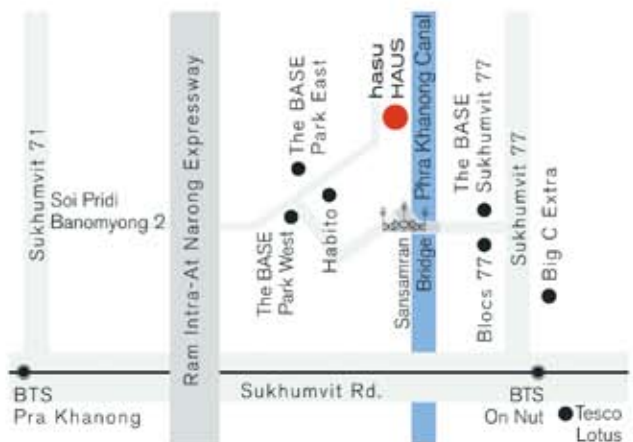 Sukhumvit 71
Soi Pridi
Banomyong 2
Ram Intra-At Narong Expressway
The BASE
Park East
The BASE
Park West
Habito
hasu
HAUS
Sansamran
Bridge
Phra Khanong Canal
The BASE
Sukhumvit 77
Blocs 77
Sukhumvit 77
Big C Extra
Sukhumvit Rd.
BTS
Pra Khanong
BTS
On Nut
Tesco
Lotus